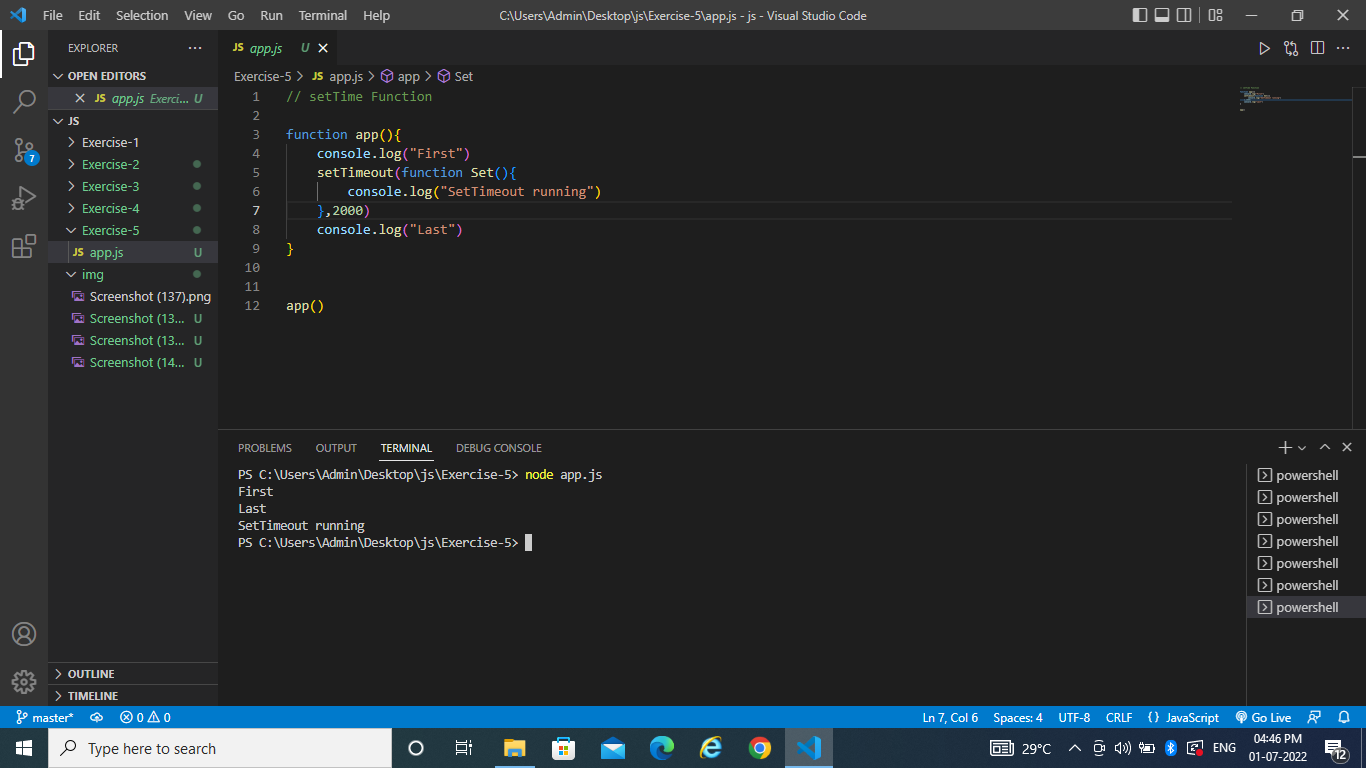 File Edit Selection View Go Run Terminal Help C:\Users\Admin\Desktop\js\Exercise-5\app.js - js - Visual Studio Code
EXPLORER
OPEN EDITORS
JS app.js Exerci... U
JS
Exercise-1
Exercise-2
Exercise-3
Exercise-4
Exercise-5
JS app.js U
img
Screenshot (137).png
Screenshot (13... U
Screenshot (13... U
Screenshot (14... U
OUTLINE
TIMELINE
7
JS app.js U
Exercise-5 > JS app.js > app > Set
1 // setTime Function
2
3 function app(){
4 console.log("First")
5 setTimeout(function Set(){
6 console.log("SetTimeout running")
7 },2000)
8 console.log("Last")
9 }
10
11
12 app()
PROBLEMS OUTPUT TERMINAL DEBUG CONSOLE
PS C:\Users\Admin\Desktop\js\Exercise-5> node app.js
First
Last
SetTimeout running
PS C:\Users\Admin\Desktop\js\Exercise-5>
powershell
powershell
powershell
powershell
powershell
powershell
powershell
master* 0 0 Ln 7, Col 6 Spaces: 4 UTF-8 CRLF {} JavaScript Go Live
Type here to search 29°C ENG 04:46 PM
01-07-2022
12